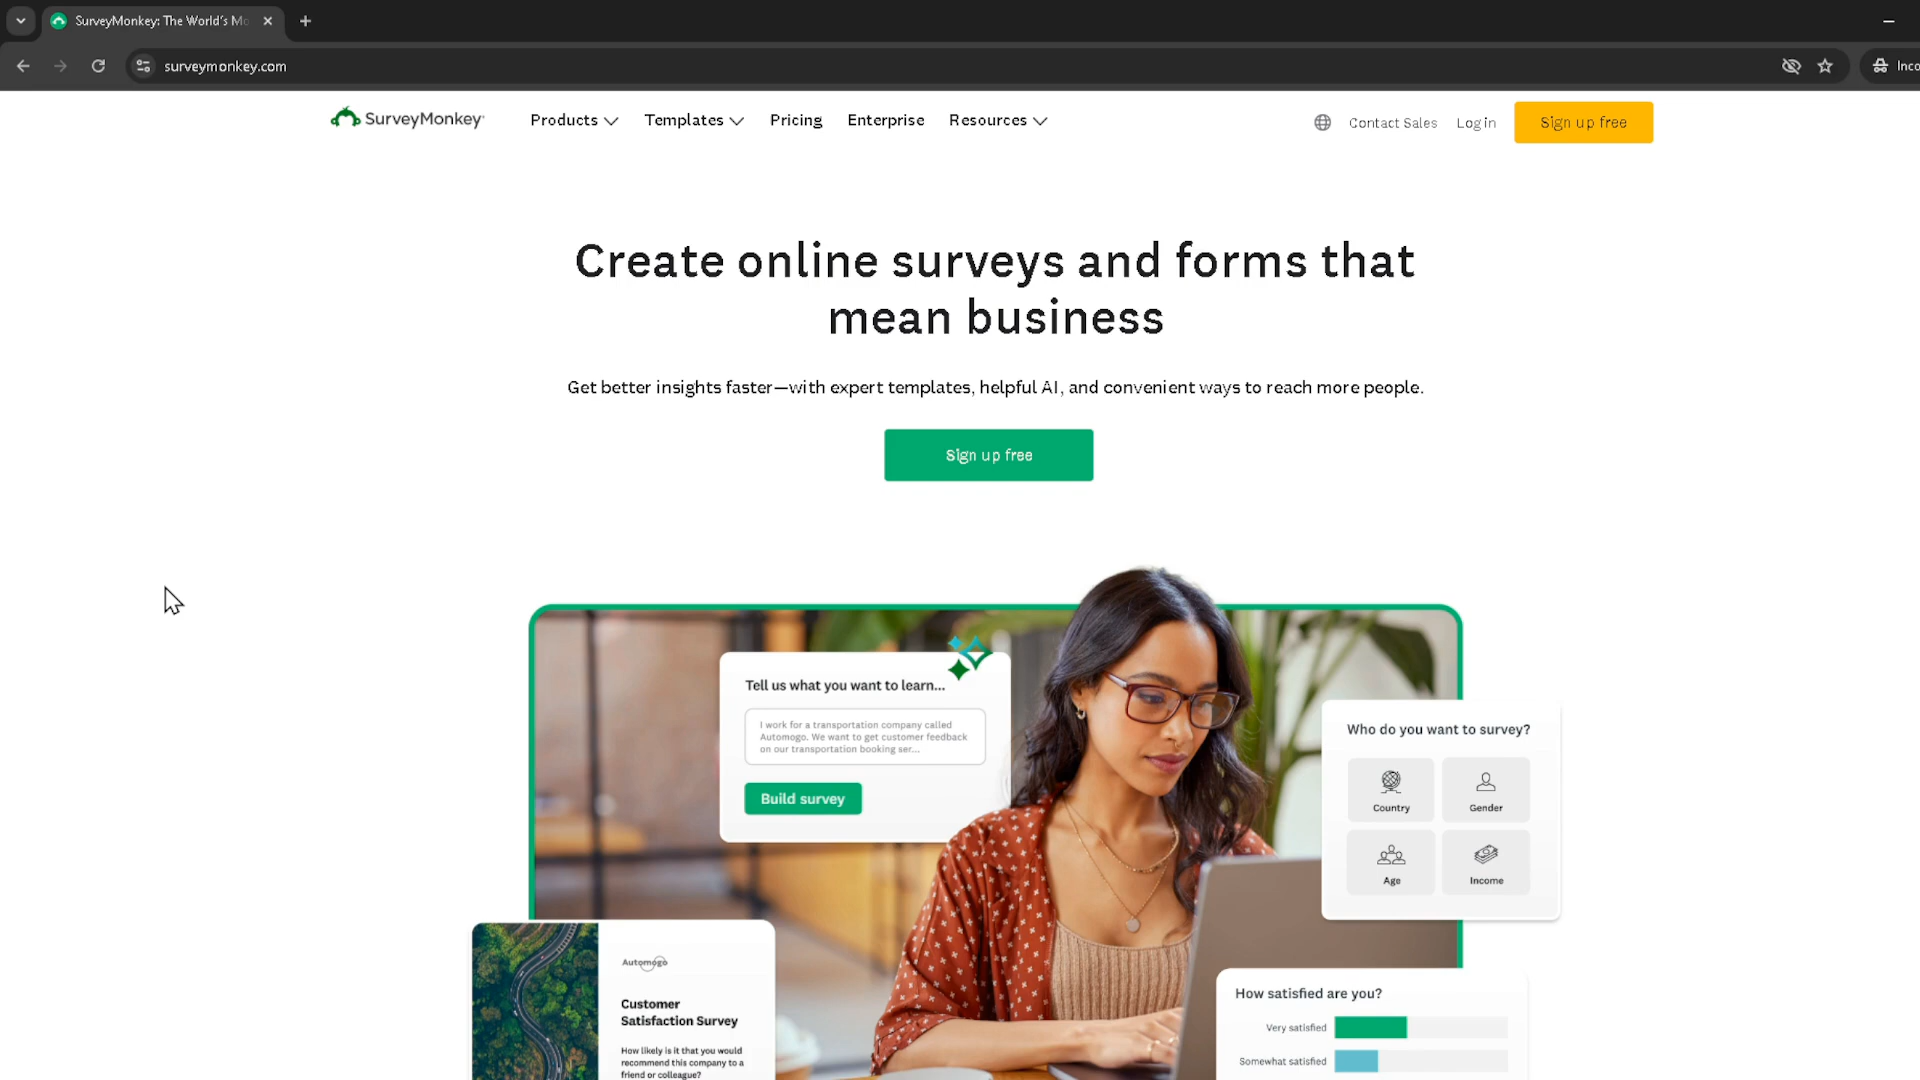 SurveyMonkey: The World's Mo
surveymonkey.com
Inco
SurveyMonkey
Products
Templates
Pricing
Enterprise
Resources
Contact Sales
Log in
Sign up free
Create online surveys and forms that
mean business
Get better insights faster—with expert templates, helpful AI, and convenient ways to reach more people.
Sign up free
Tell us what you want to learn...
I work for a transportation company called
Automogo. We want to get customer feedback
on our transportation booking ser...
Build survey
Who do you want to survey?
Country
Gender
Age
Income
Automogo
Customer
Satisfaction Survey
How likely is it that you would
recommend this company to a
friend or colleague?
How satisfied are you?
Very satisfied
Somewhat satisfied